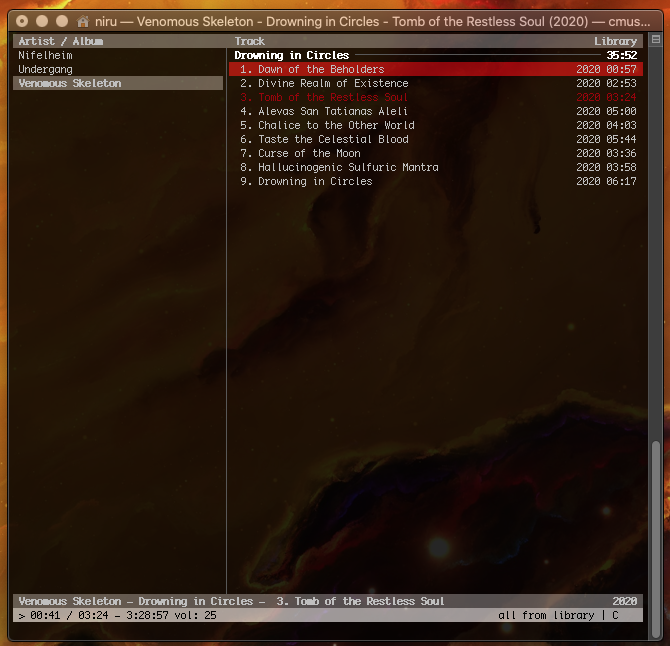 niru — Venomous Skeleton - Drowning in Circles - Tomb of the Restless Soul (2020) — cmus...
Artist / Album Track Library
Nifelheim Drowning in Circles 35:52
Undergang 1. Dawn of the Beholders 2020 00:57
Venomous Skeleton 2. Divine Realm of Existence 2020 02:53
3. Tomb of the Restless Soul 2020 03:24
4. Alevas San Tatianas Aleli 2020 05:00
5. Chalice to the Other World 2020 04:03
6. Taste the Celestial Blood 2020 05:44
7. Curse of the Moon 2020 03:36
8. Hallucinogenic Sulfuric Mantra 2020 03:58
9. Drowning in Circles 2020 06:17
Venomous Skeleton - Drowning in Circles - 3. Tomb of the Restless Soul 2020
> 00:41 / 03:24 - 3:28:57 vol: 25 all from library | C